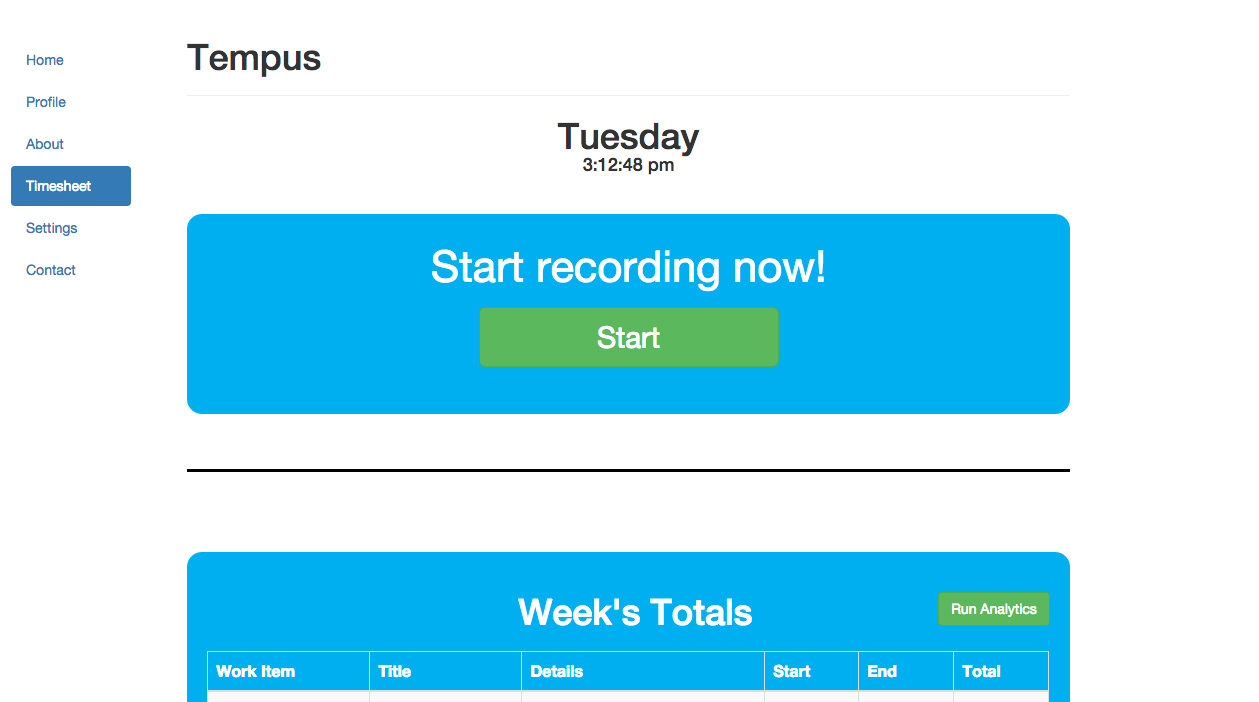 Tempus
Home
Profile
About
Timesheet
Settings
Contact
Tuesday
3:12:48 pm
Start recording now!
Start
Week's Totals
Run Analytics
Work Item Title Details Start End Total